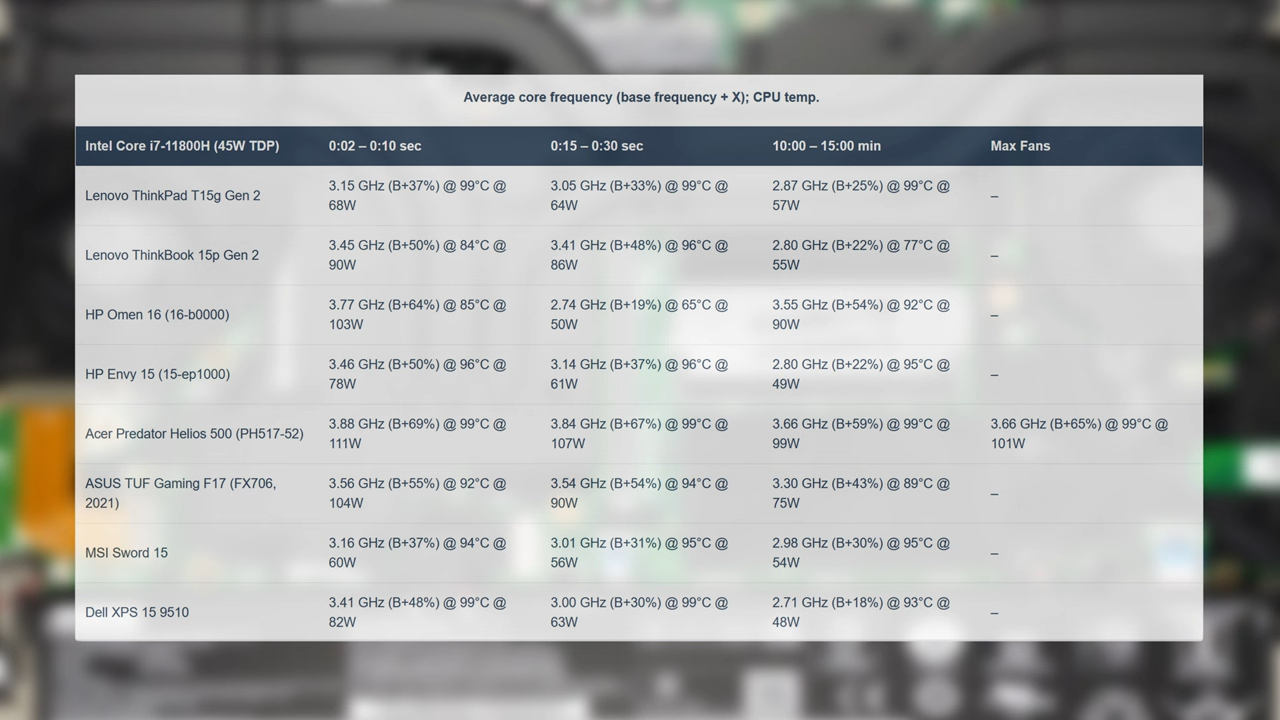 Average core frequency (base frequency + X); CPU temp.
Intel Core i7-11800H (45W TDP) 0:02 – 0:10 sec 0:15 – 0:30 sec 10:00 – 15:00 min Max Fans
Lenovo ThinkPad T15g Gen 2 3.15 GHz (B+37%) @ 99°C @ 68W 3.05 GHz (B+33%) @ 99°C @ 64W 2.87 GHz (B+25%) @ 99°C @ 57W –
Lenovo ThinkBook 15p Gen 2 3.45 GHz (B+50%) @ 84°C @ 90W 3.41 GHz (B+48%) @ 96°C @ 86W 2.80 GHz (B+22%) @ 77°C @ 55W –
HP Omen 16 (16-b0000) 3.77 GHz (B+64%) @ 85°C @ 103W 2.74 GHz (B+19%) @ 65°C @ 50W 3.55 GHz (B+54%) @ 92°C @ 90W –
HP Envy 15 (15-ep1000) 3.46 GHz (B+50%) @ 96°C @ 78W 3.14 GHz (B+37%) @ 96°C @ 61W 2.80 GHz (B+22%) @ 95°C @ 49W –
Acer Predator Helios 500 (PH517-52) 3.88 GHz (B+69%) @ 99°C @ 111W 3.84 GHz (B+67%) @ 99°C @ 107W 3.66 GHz (B+59%) @ 99°C @ 99W 3.66 GHz (B+65%) @ 99°C @ 101W
ASUS TUF Gaming F17 (FX706, 2021) 3.56 GHz (B+55%) @ 92°C @ 104W 3.54 GHz (B+54%) @ 94°C @ 90W 3.30 GHz (B+43%) @ 89°C @ 75W –
MSI Sword 15 3.16 GHz (B+37%) @ 94°C @ 60W 3.01 GHz (B+31%) @ 95°C @ 56W 2.98 GHz (B+30%) @ 95°C @ 54W –
Dell XPS 15 9510 3.41 GHz (B+48%) @ 99°C @ 82W 3.00 GHz (B+30%) @ 99°C @ 63W 2.71 GHz (B+18%) @ 93°C @ 48W –